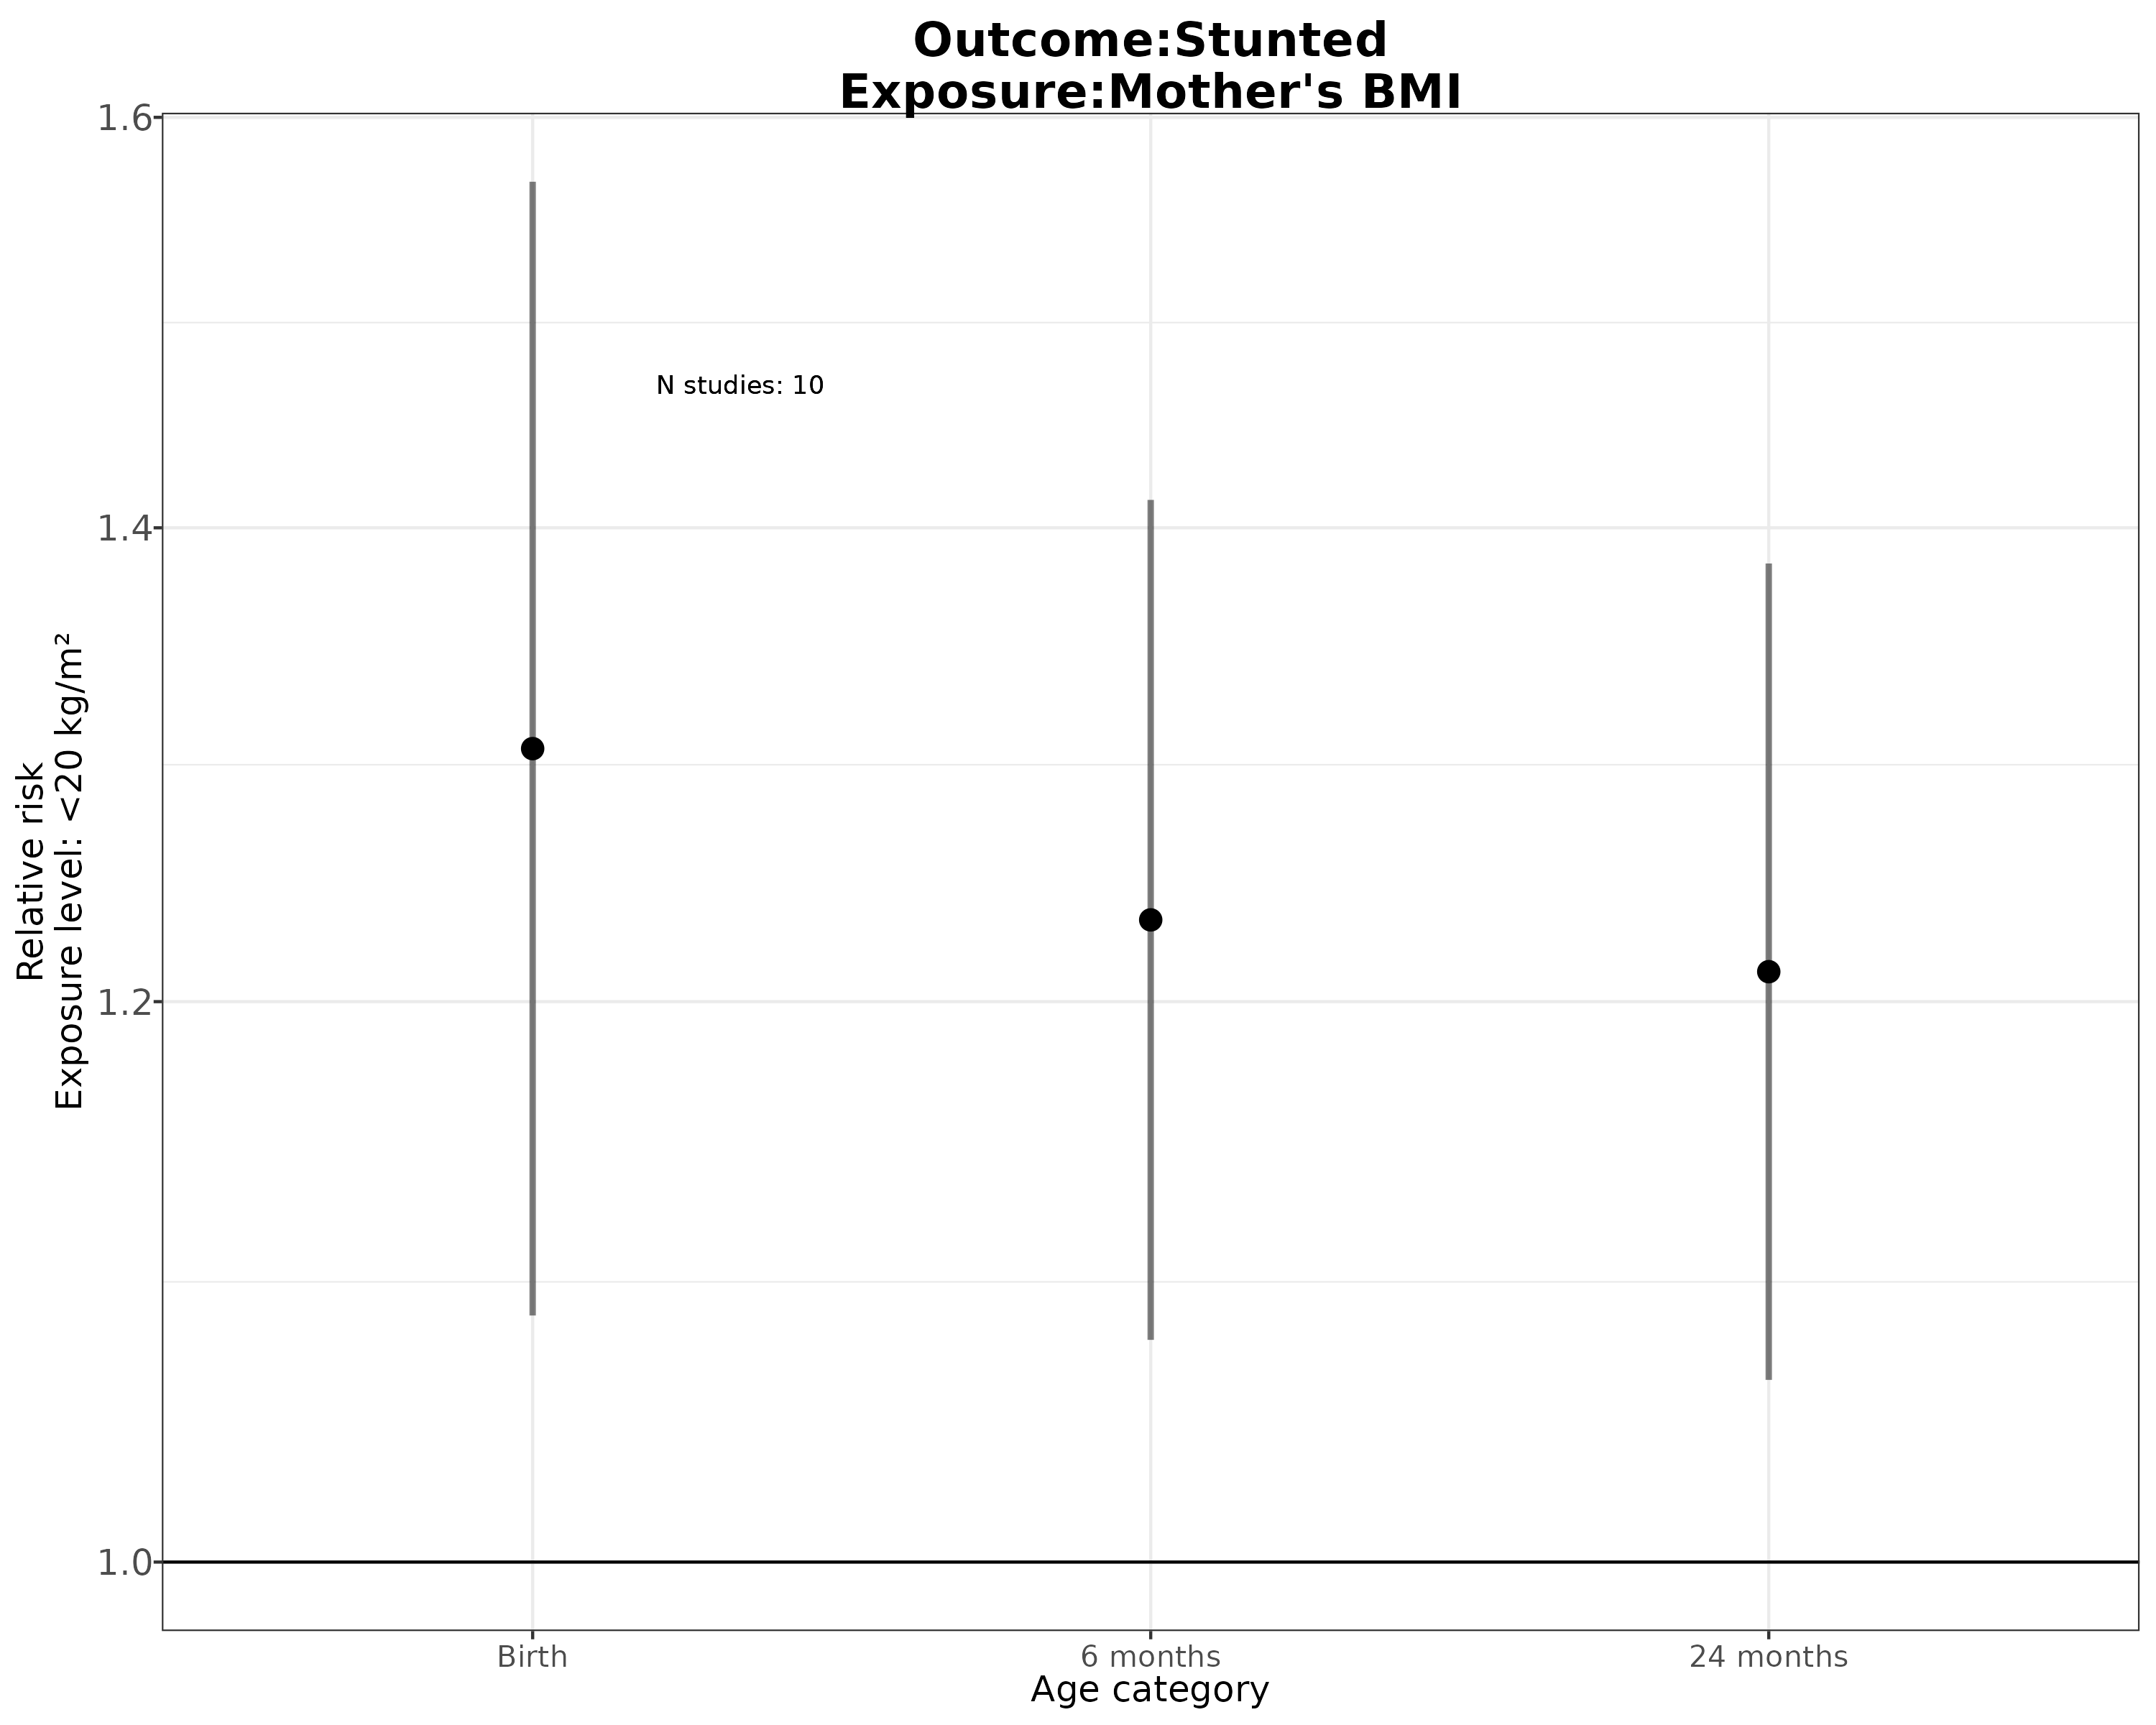 Outcome:Stunted
Exposure:Mother's BMI
Relative risk
Exposure level: <20 kg/m²
1.6
1.4
1.2
1.0
N studies: 10
Birth
6 months
24 months
Age category